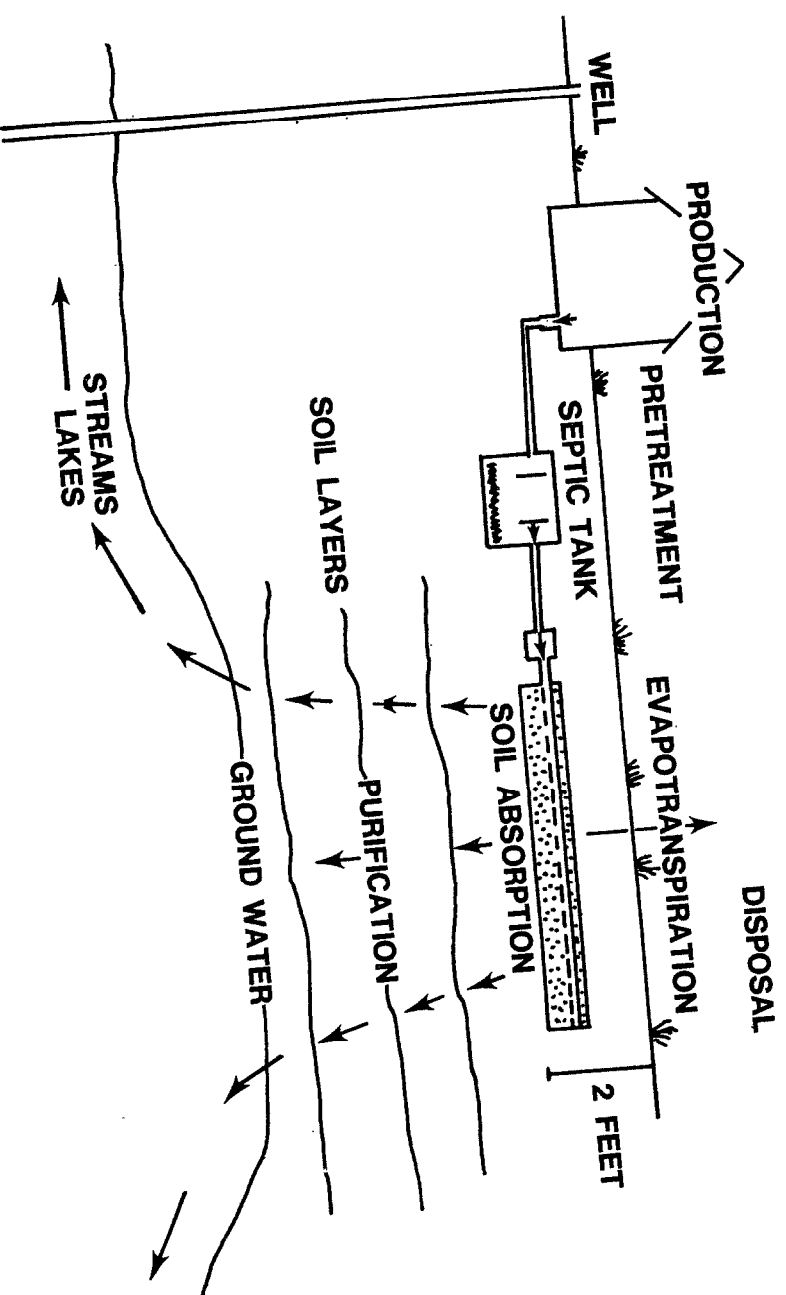 DISPOSAL
PRODUCTION
PRETREATMENT
EVAPOTRANSPIRATION
WELL
SEPTIC TANK
2 FEET
SOIL ABSORPTION
SOIL LAYERS
PURIFICATION
GROUND WATER
STREAMS
LAKES